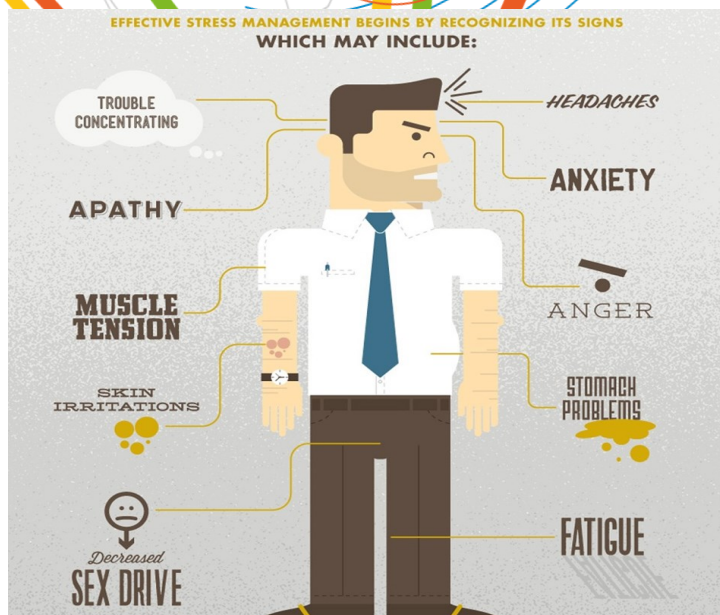 EFFECTIVE STRESS MANAGEMENT BEGINS BY RECOGNIZING ITS SIGNS
WHICH MAY INCLUDE:
TROUBLE
CONCENTRATING
HEADACHES
APATHY
ANXIETY
MUSCLE
TENSION
ANGER
SKIN
IRRITATIONS
STOMACH
PROBLEMS
Decreased
SEX DRIVE
FATIGUE